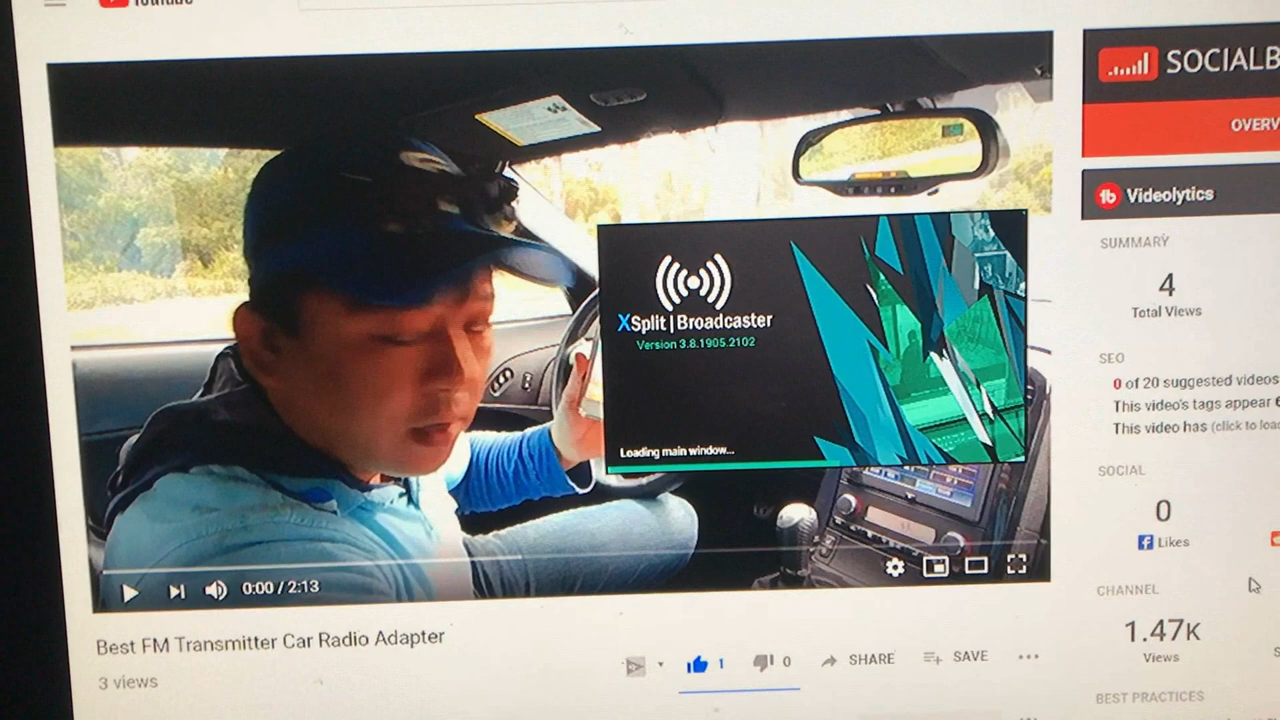 SOCIALB
OVERV
XSplit | Broadcaster
Version 3.8.1905.2102
Loading main window...
Videolytics
SUMMARY
4
Total Views
SEO
0 of 20 suggested videos
This video's tags appear 6
This video has (click to load
SOCIAL
0
Likes
CHANNEL
1.47K
Views
BEST PRACTICES
0:00 / 2:13
Best FM Transmitter Car Radio Adapter
3 views
1
0
SHARE
SAVE